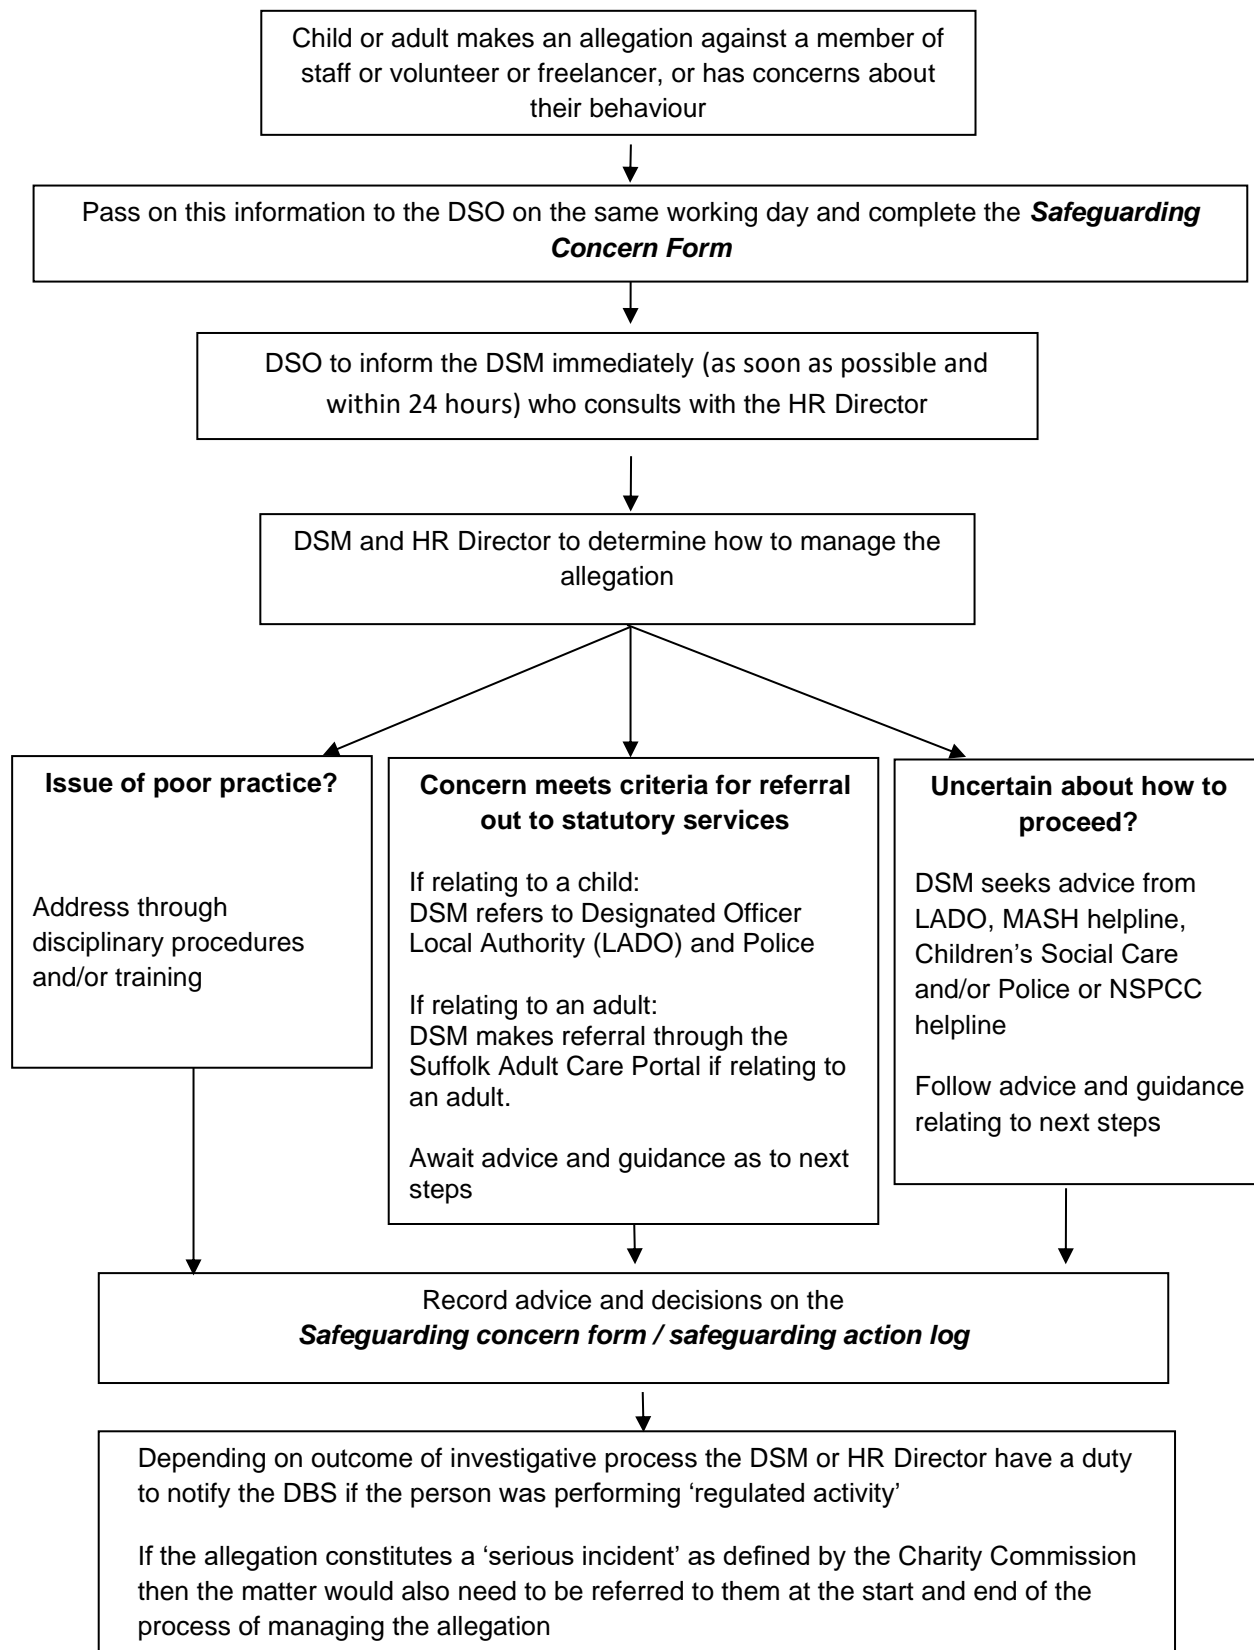 Child or adult makes an allegation against a member of
staff or volunteer or freelancer, or has concerns about
their behaviour
Pass on this information to the DSO on the same working day and complete the Safeguarding
Concern Form
DSO to inform the DSM immediately (as soon as possible and
within 24 hours) who consults with the HR Director
DSM and HR Director to determine how to manage the
allegation
Issue of poor practice?
Address through
disciplinary procedures
and/or training
Concern meets criteria for referral
out to statutory services
If relating to a child:
DSM refers to Designated Officer
Local Authority (LADO) and Police
If relating to an adult:
DSM makes referral through the
Suffolk Adult Care Portal if relating to
an adult.
Await advice and guidance as to next
steps
Uncertain about how to
proceed?
DSM seeks advice from
LADO, MASH helpline,
Children’s Social Care
and/or Police or NSPCC
helpline
Follow advice and guidance
relating to next steps
Record advice and decisions on the
Safeguarding concern form / safeguarding action log
Depending on outcome of investigative process the DSM or HR Director have a duty
to notify the DBS if the person was performing ‘regulated activity’
If the allegation constitutes a ‘serious incident’ as defined by the Charity Commission
then the matter would also need to be referred to them at the start and end of the
process of managing the allegation